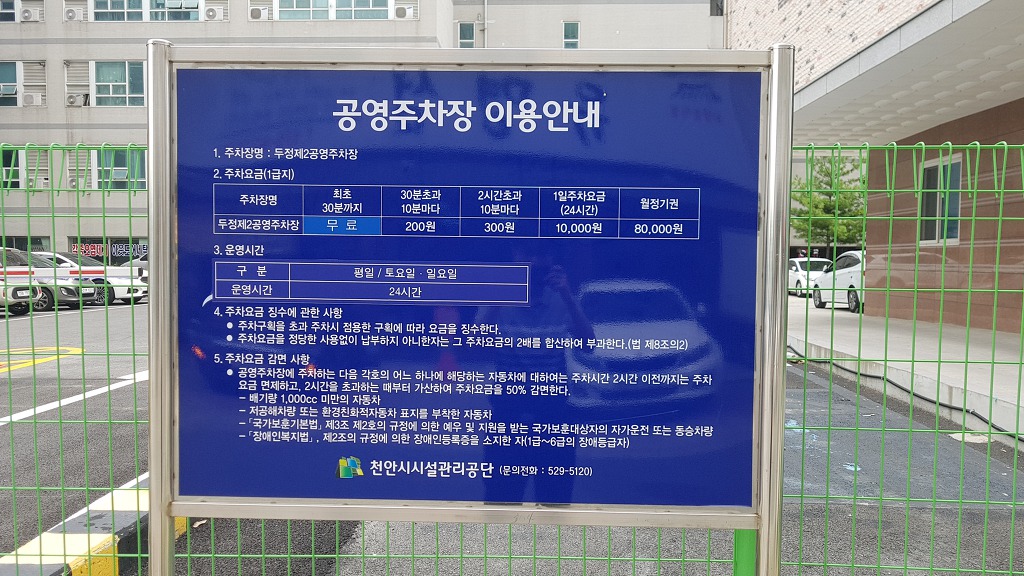 공영주차장 이용안내
1. 주차장명 : 두정제2공영주차장
2. 주차요금(1급지)
주차장명 최초 30분까지 30분초과 10분마다 2시간초과 10분마다 1일주차요금 (24시간) 월정기권
두정제2공영주차장 무 료 200원 300원 10,000원 80,000원
3. 운영시간
구 분 평일 / 토요일 · 일요일
운영시간 24시간
4. 주차요금 징수에 관한 사항
● 주차구획을 초과 주차시 점용한 구획에 따라 요금을 징수한다.
● 주차요금을 정당한 사용없이 납부하지 아니한자는 그 주차요금의 2배를 합산하여 부과한다.(법 제8조의2)
5. 주차요금 감면 사항
● 공영주차장에 주차하는 다음 각호의 어느 하나에 해당하는 자동차에 대하여는 주차시간 2시간 이전까지는 주차
요금 면제하고, 2시간을 초과하는 때부터 가산하여 주차요금을 50% 감면한다.
– 배기량 1,000cc 미만의 자동차
– 저공해차량 또는 환경친화적자동차 표지를 부착한 자동차
–「국가보훈기본법」제3조 제2호의 규정에 의한 예우 및 지원을 받는 국가보훈대상자의 자가운전 또는 동승차량
–「장애인복지법」, 제2조의 규정에 의한 장애인등록증을 소지한 자(1급～6급의 장애등급자)
천안시시설관리공단 (문의전화 : 529-5120)